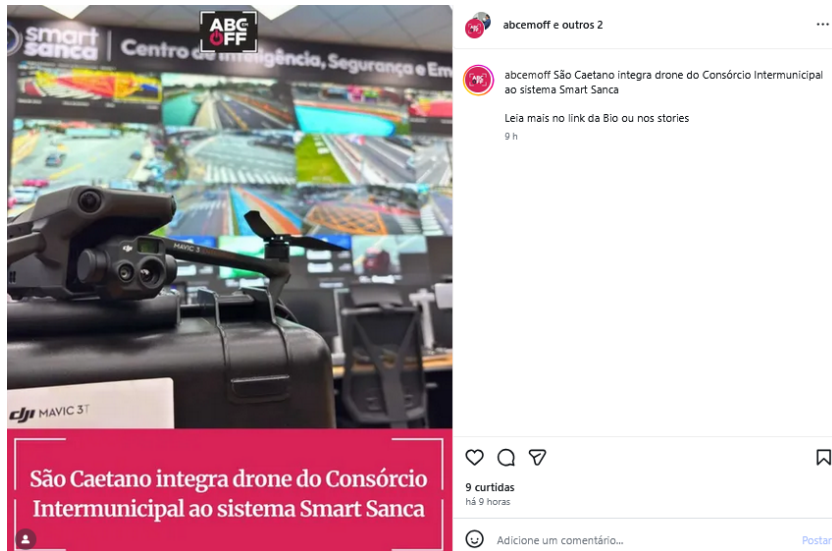 smart
sanca
Centro de Inteligência, Segurança e Em
ABC
EM
OFF
MAVIC 3
dji MAVIC 3T
São Caetano integra drone do Consórcio
Intermunicipal ao sistema Smart Sanca
abcemoff e outros 2
abcemoff São Caetano integra drone do Consórcio Intermunicipal
ao sistema Smart Sanca
Leia mais no link da Bio ou nos stories
9 h
9 curtidas
há 9 horas
Adicione um comentário...
Postar